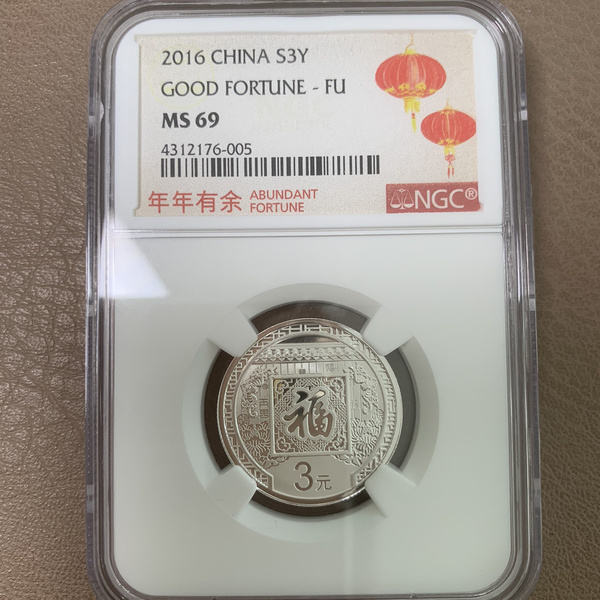 2016 CHINA S3Y
GOOD FORTUNE - FU
MS 69
4312176-005
年年有余 ABUNDANT FORTUNE
NGC®
福
3元